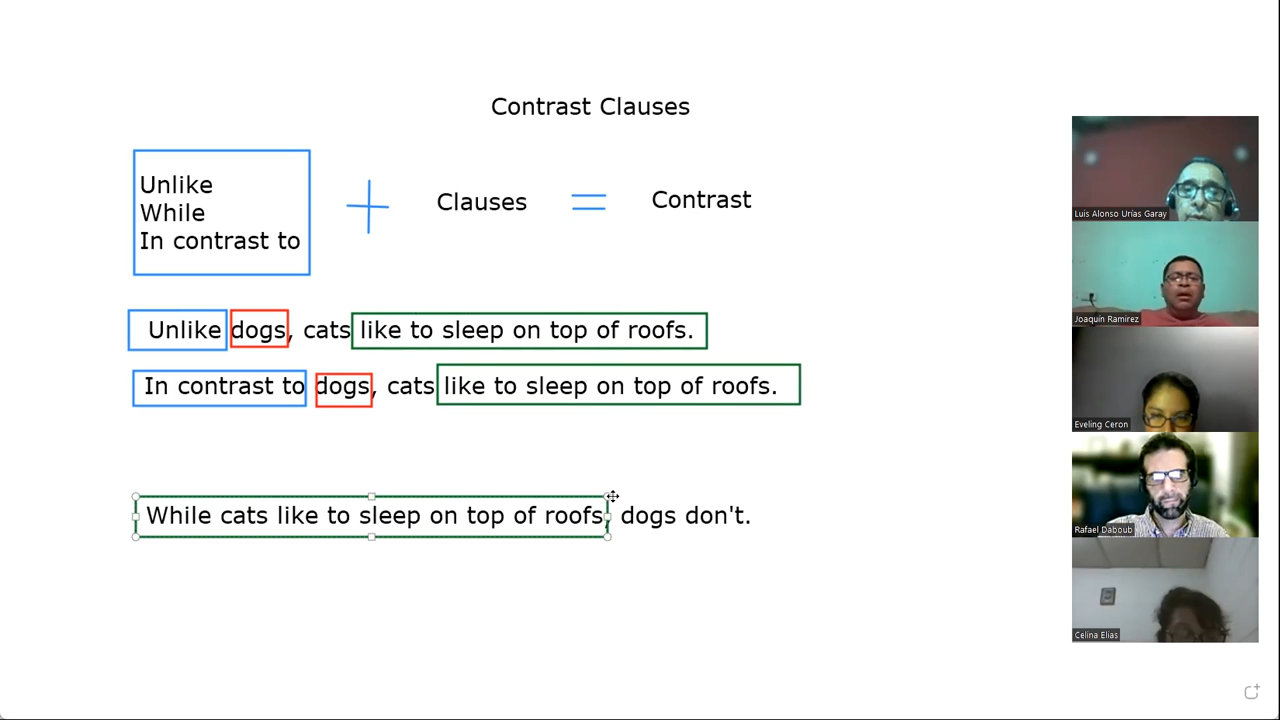 Contrast Clauses
Unlike
While
In contrast to
Clauses
Contrast
Unlike dogs, cats like to sleep on top of roofs.
In contrast to dogs, cats like to sleep on top of roofs.
While cats like to sleep on top of roofs, dogs don't.
Luis Alonso Urías Garay
Joaquín Ramirez
Eveling Ceron
Rafael Daboub
Celina Elias